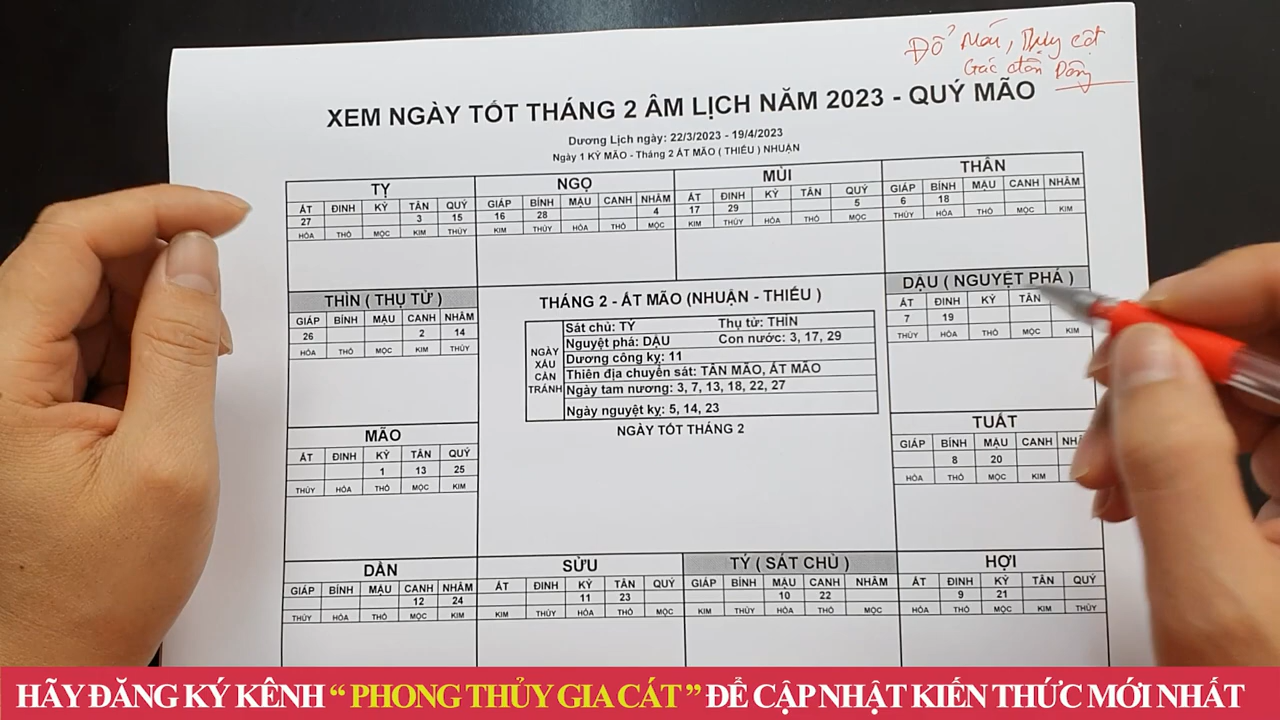 Đổ Mái, Thụy cột
Gác đòn Dông
XEM NGÀY TỐT THÁNG 2 ÂM LỊCH NĂM 2023 - QUÝ MÃO
Dương Lịch ngày: 22/3/2023 - 19/4/2023
Ngày 1 KỶ MÃO - Tháng 2 ẤT MÃO ( THIẾU ) NHUẬN
TỴ NGỌ MÙI THÂN
ẤT ĐINH KỶ TÂN QUÝ GIÁP BÍNH MẬU CANH NHÂM ẤT ĐINH KỶ TÂN QUÝ GIÁP BÍNH MẬU CANH NHÂM
27 3 15 16 28 4 17 29 5 6 18
HỎA THỔ MỘC KIM THỦY KIM THỦY HỎA THỔ MỘC KIM THỦY HỎA THỔ MỘC THỦY HỎA THỔ MỘC KIM
THÌN ( THỤ TỬ )
GIÁP BÍNH MẬU CANH NHÂM
26 2 14
HỎA THỔ MỘC KIM THỦY
THÁNG 2 - ẤT MÃO (NHUẬN - THIẾU )
NGÀY XẤU CẦN TRÁNH
Sát chủ: TÝ Thụ tử: THÌN
Nguyệt phá: DẬU Con nước: 3, 17, 29
Dương công kỵ: 11
Thiên địa chuyển sát: TÂN MÃO, ẤT MÃO
Ngày tam nương: 3, 7, 13, 18, 22, 27
Ngày nguyệt kỵ: 5, 14, 23
NGÀY TỐT THÁNG 2
DẬU ( NGUYỆT PHÁ )
ẤT ĐINH KỶ TÂN
7 19
THỦY HỎA THỔ MỘC KIM
MÃO
ẤT ĐINH KỶ TÂN QUÝ
1 13 25
THỦY HỎA THỔ MỘC KIM
TUẤT
GIÁP BÍNH MẬU CANH
8 20
HỎA THỔ MỘC KIM
DẦN SỬU TÝ ( SÁT CHỦ ) HỢI
GIÁP BÍNH MẬU CANH NHÂM ẤT ĐINH KỶ TÂN QUÝ GIÁP BÍNH MẬU CANH NHÂM ẤT ĐINH KỶ TÂN QUÝ
12 24 11 23 10 22 9 21
THỦY HỎA THỔ MỘC KIM KIM THỦY HỎA THỔ MỘC KIM THỦY HỎA THỔ MỘC HỎA THỔ MỘC KIM THỦY
HÃY ĐĂNG KÝ KÊNH “ PHONG THỦY GIA CÁT ” ĐỂ CẬP NHẬT KIẾN THỨC MỚI NHẤT